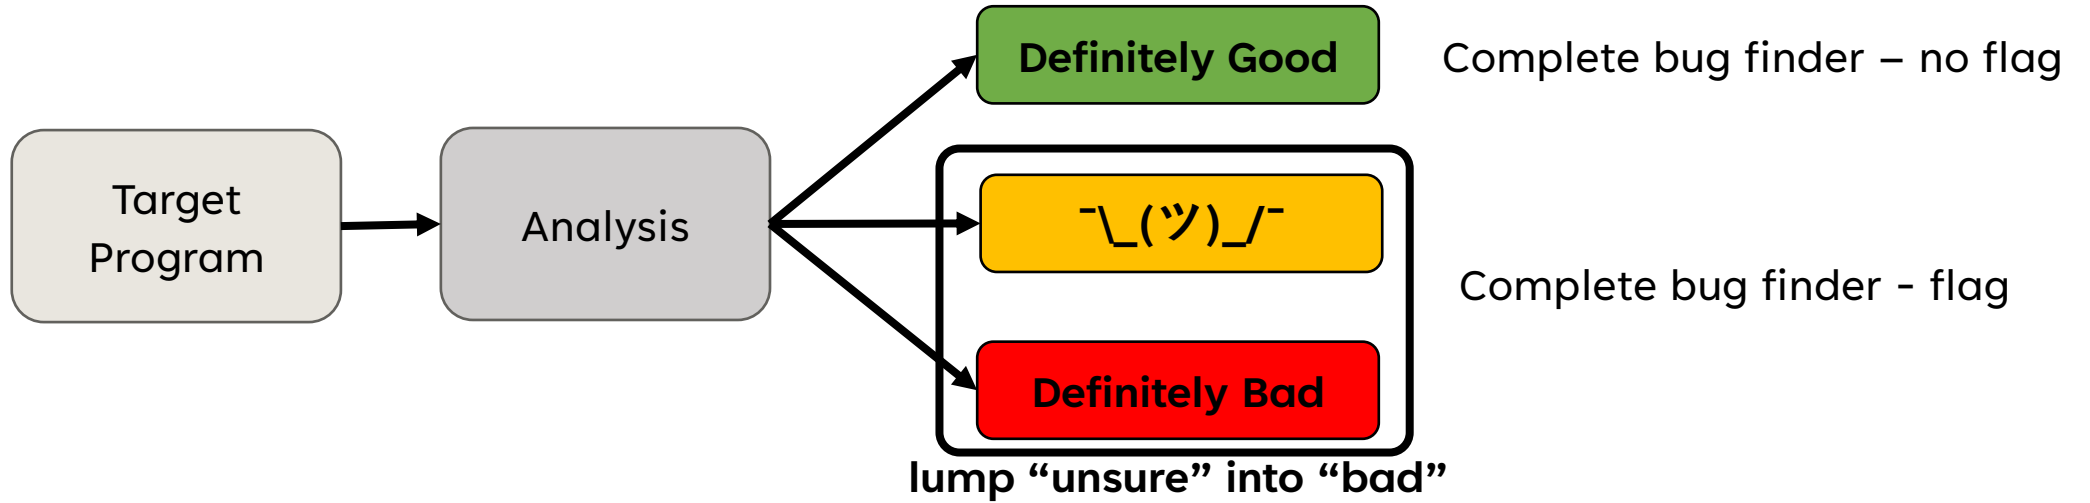 Definitely Good
Complete bug finder – no flag
Target
Program
Analysis
¯\_(ツ)_/¯
Complete bug finder - flag
Definitely Bad
lump “unsure” into “bad”